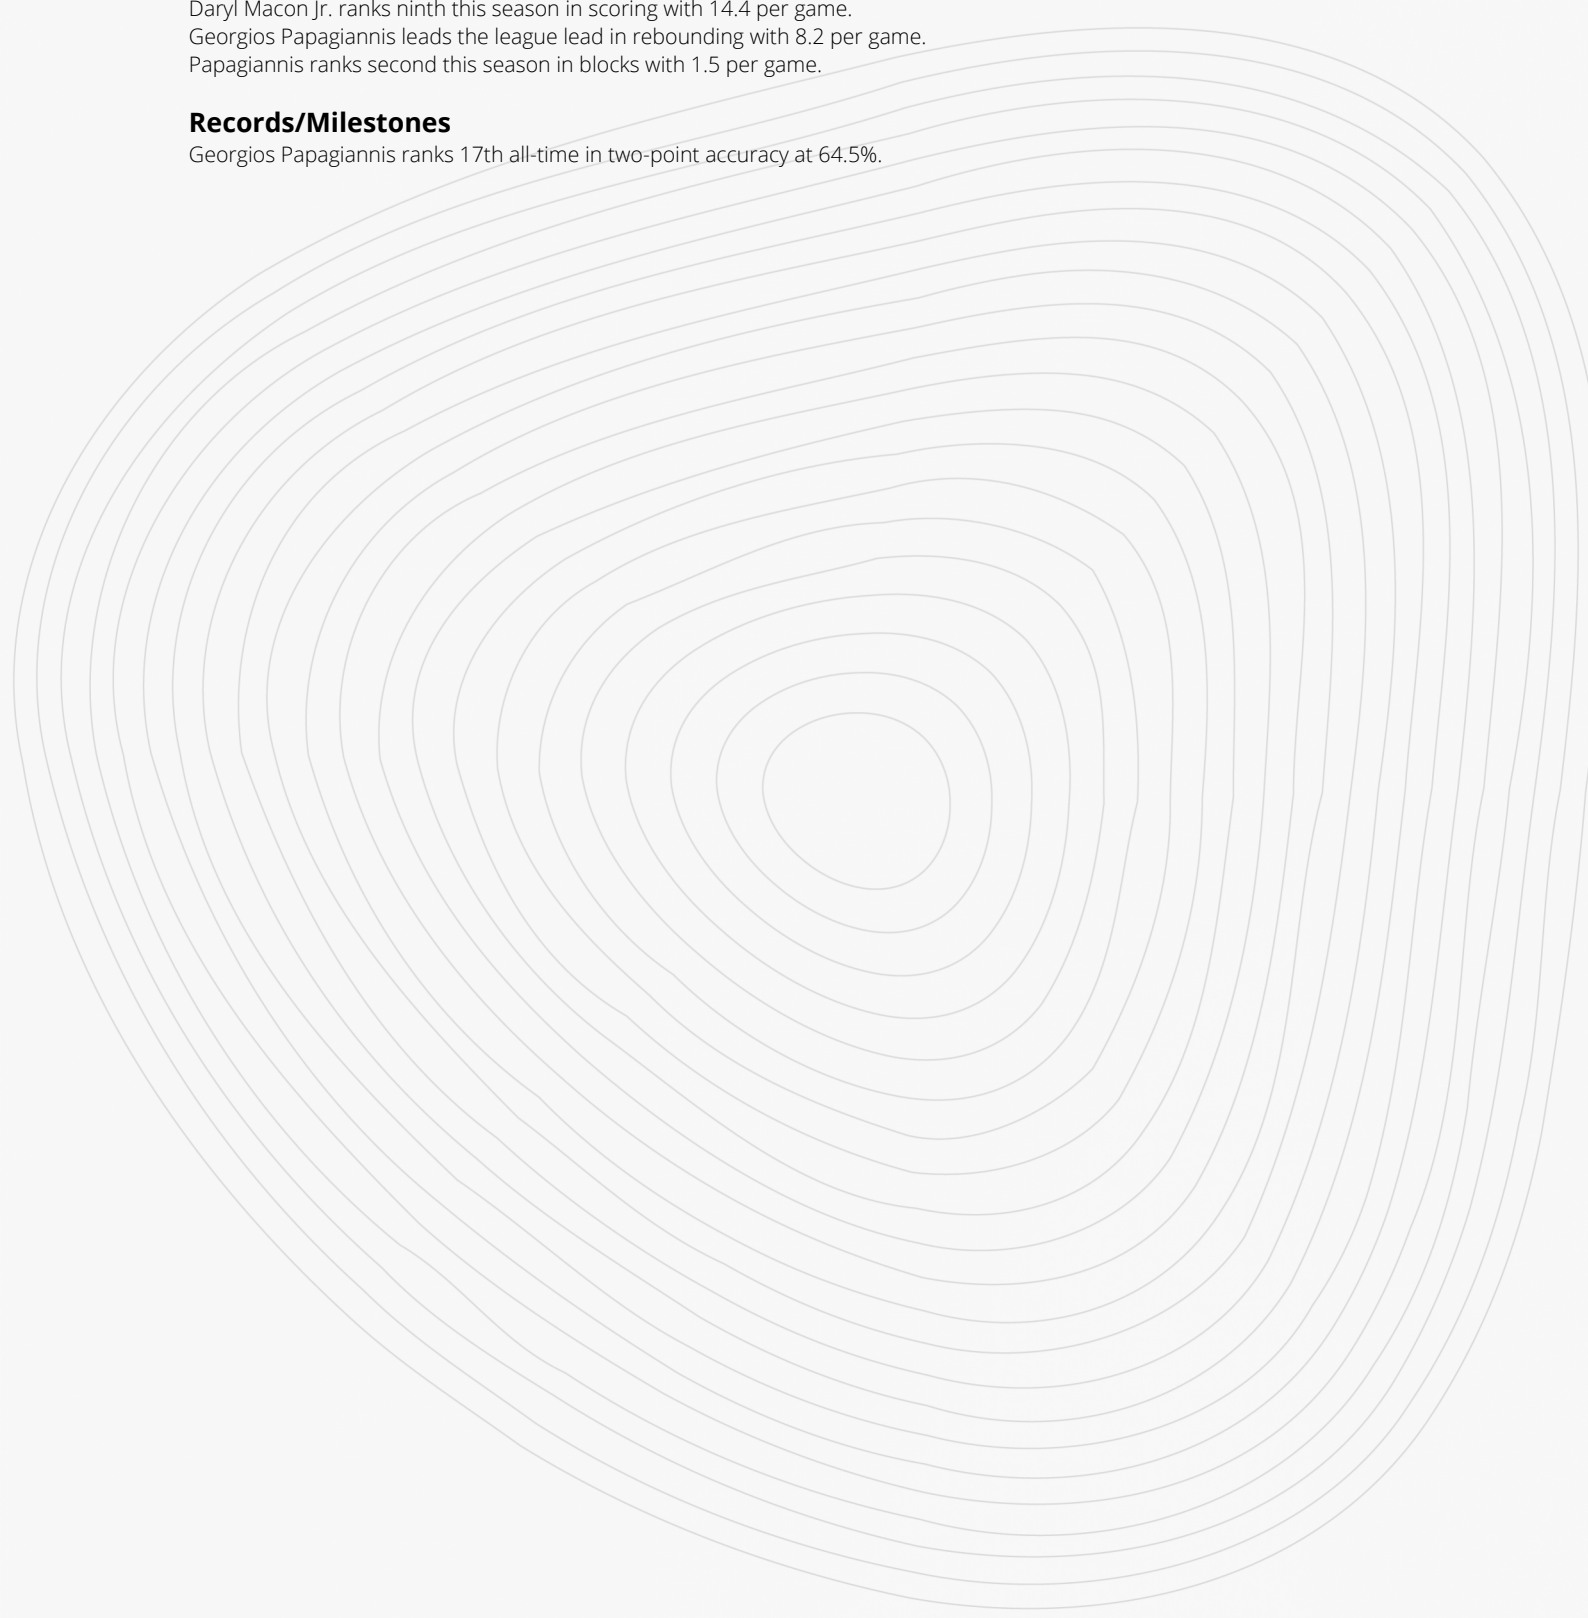 Daryl Macon Jr. ranks ninth this season in scoring with 14.4 per game.
Georgios Papagiannis leads the league lead in rebounding with 8.2 per game.
Papagiannis ranks second this season in blocks with 1.5 per game.
Records/Milestones
Georgios Papagiannis ranks 17th all-time in two-point accuracy at 64.5%.